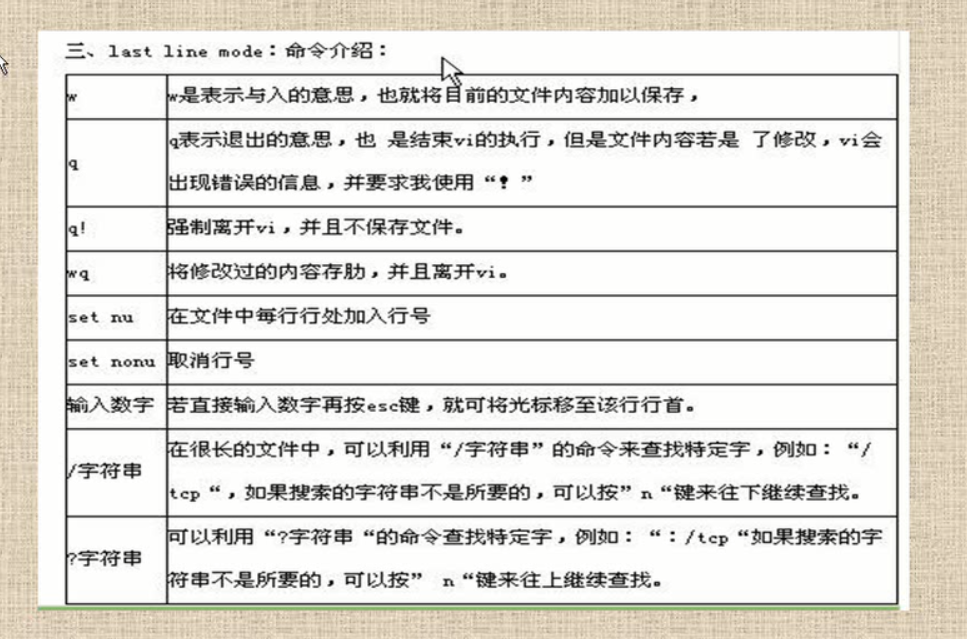 三、last line mode：命令介绍：
w
w是表示与入的意思，也就将目前的文件内容加以保存，
q
q表示退出的意思，也 是结束vi的执行，但是文件内容若是 了修改，vi会
出现错误的信息，并要求我使用“！”
q!
强制离开vi，并且不保存文件。
wq
将修改过的内容存肋，并且离开vi。
set nu
在文件中每行行处加入行号
set nonu
取消行号
输入数字
若直接输入数字再按esc键，就可将光标移至该行行首。
/字符串
在很长的文件中，可以利用“/字符串”的命令来查找特定字，例如：“/
tcp“，如果搜索的字符串不是所要的，可以按”n“键来往下继续查找。
?字符串
可以利用“?字符串“的命令查找特定字，例如：“：/tcp“如果搜索的字
符串不是所要的，可以按” n“键来往上继续查找。